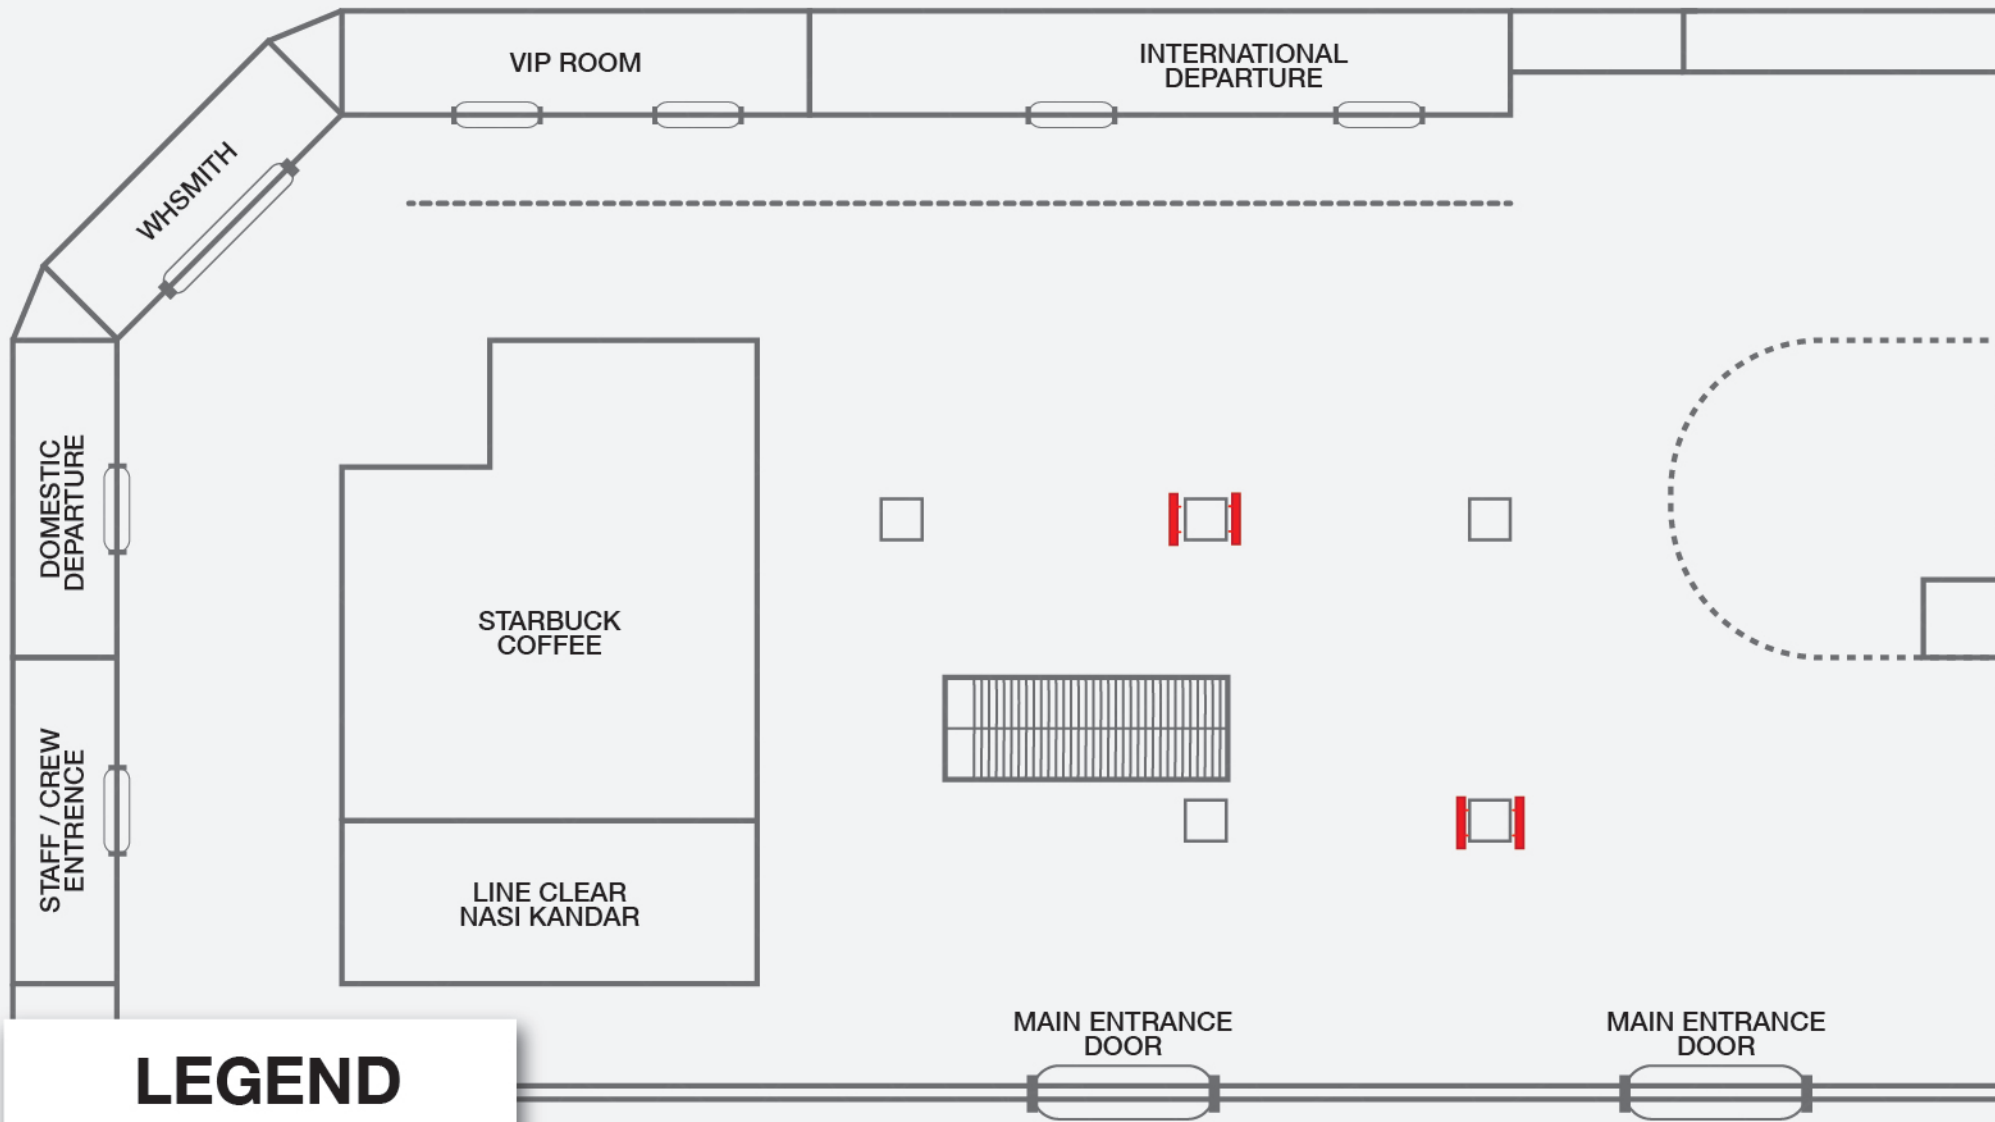 VIP ROOM
INTERNATIONAL
DEPARTURE
WHSMITH
DOMESTIC
DEPARTURE
STARBUCK
COFFEE
STAFF / CREW
ENTRENCE
LINE CLEAR
NASI KANDAR
MAIN ENTRANCE
DOOR
MAIN ENTRANCE
DOOR
LEGEND